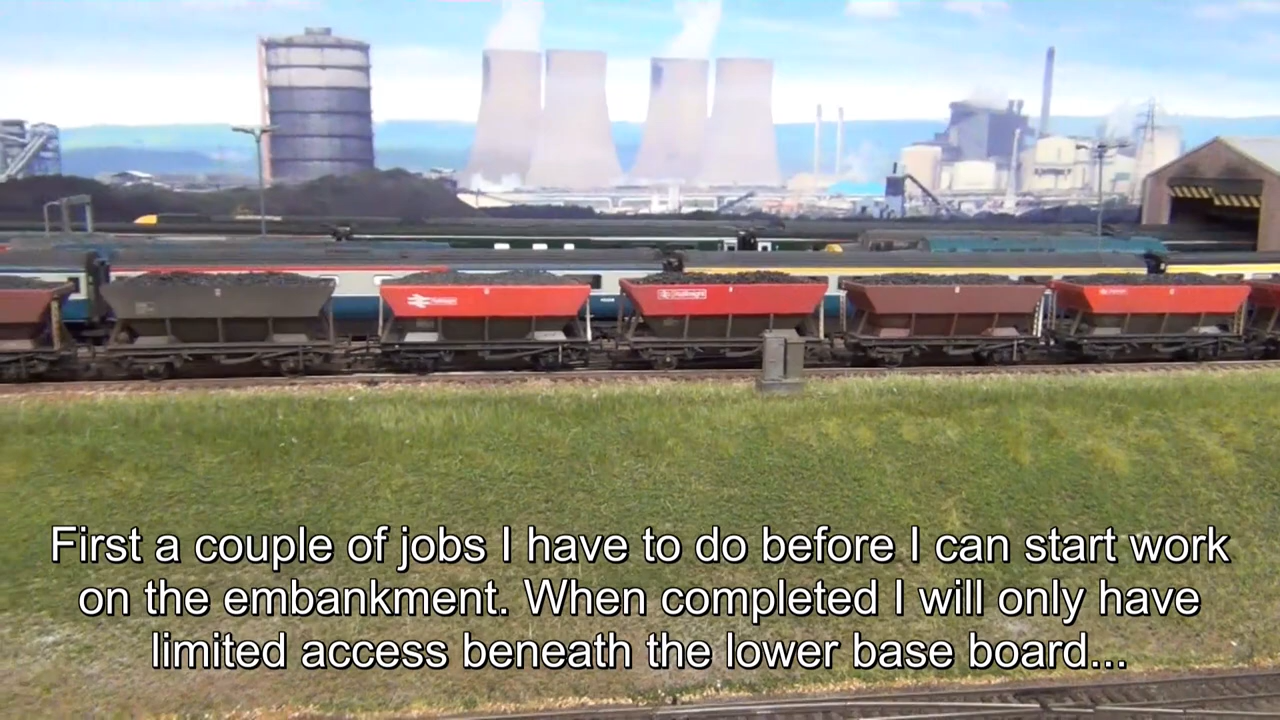 First a couple of jobs I have to do before I can start work
on the embankment. When completed I will only have
limited access beneath the lower base board...